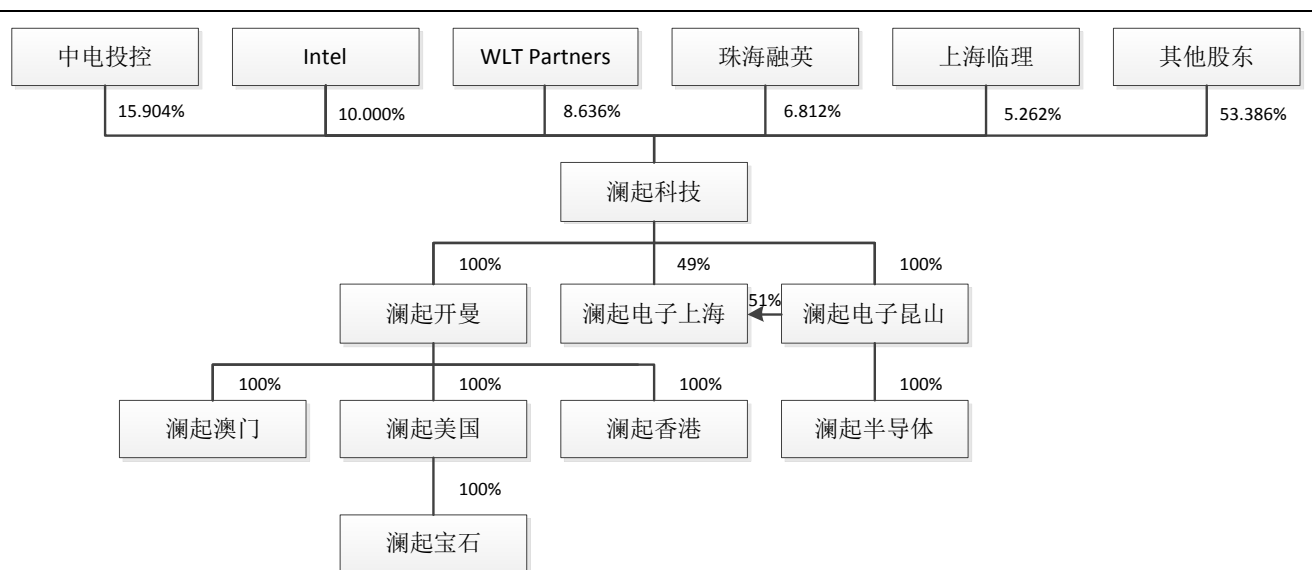 中电投控
Intel
WLT Partners
珠海融英
上海临理
其他股东
15.904%
10.000%
8.636%
6.812%
5.262%
53.386%
澜起科技
100%
49%
100%
澜起开曼
澜起电子上海
51%
澜起电子昆山
100%
100%
100%
100%
澜起澳门
澜起美国
澜起香港
澜起半导体
100%
澜起宝石